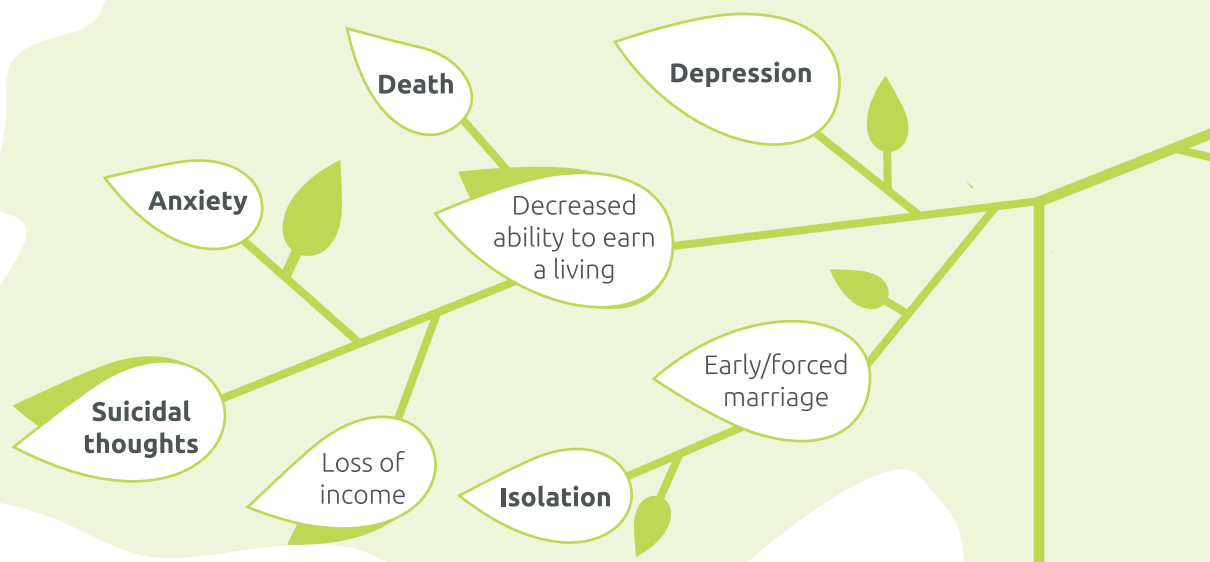 Death
Depression
Anxiety
Decreased
ability to earn
a living
Early/forced
marriage
Suicidal
thoughts
Loss of
income
Isolation